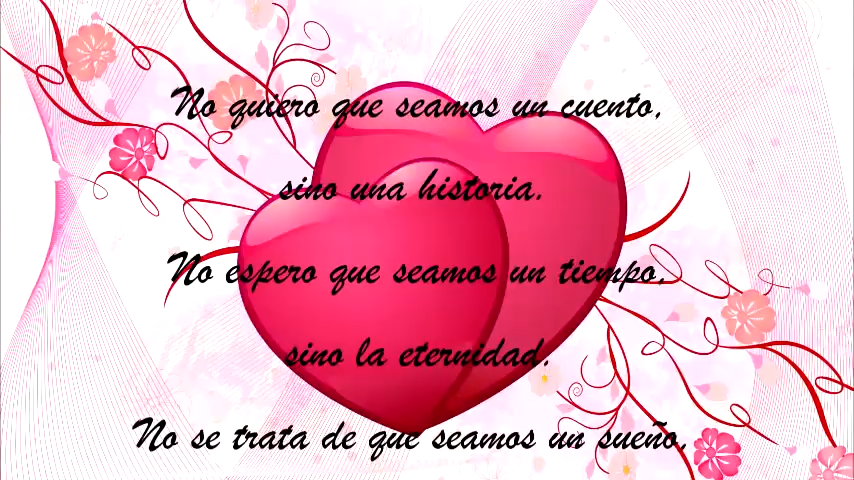 No quiero que seamos un cuento,
sino una historia.
No espero que seamos un tiempo,
sino la eternidad.
No se trata de que seamos un sueño,